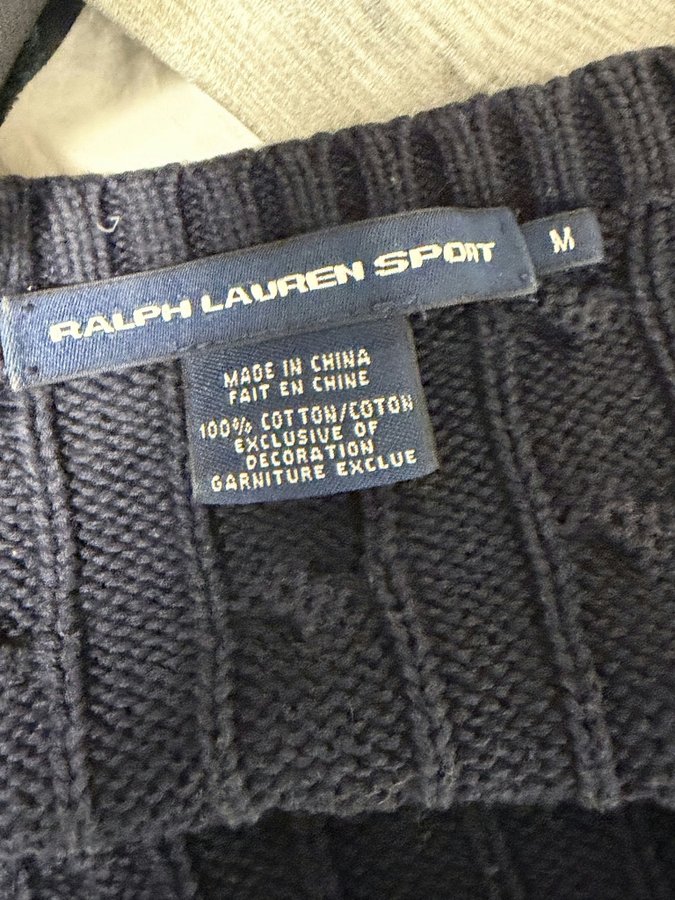 RALPH LAUREN SPORT
M
MADE IN CHINA
FAIT EN CHINE
100% COTTON/COTON
EXCLUSIVE OF
DECORATION
GARNITURE EXCLUE